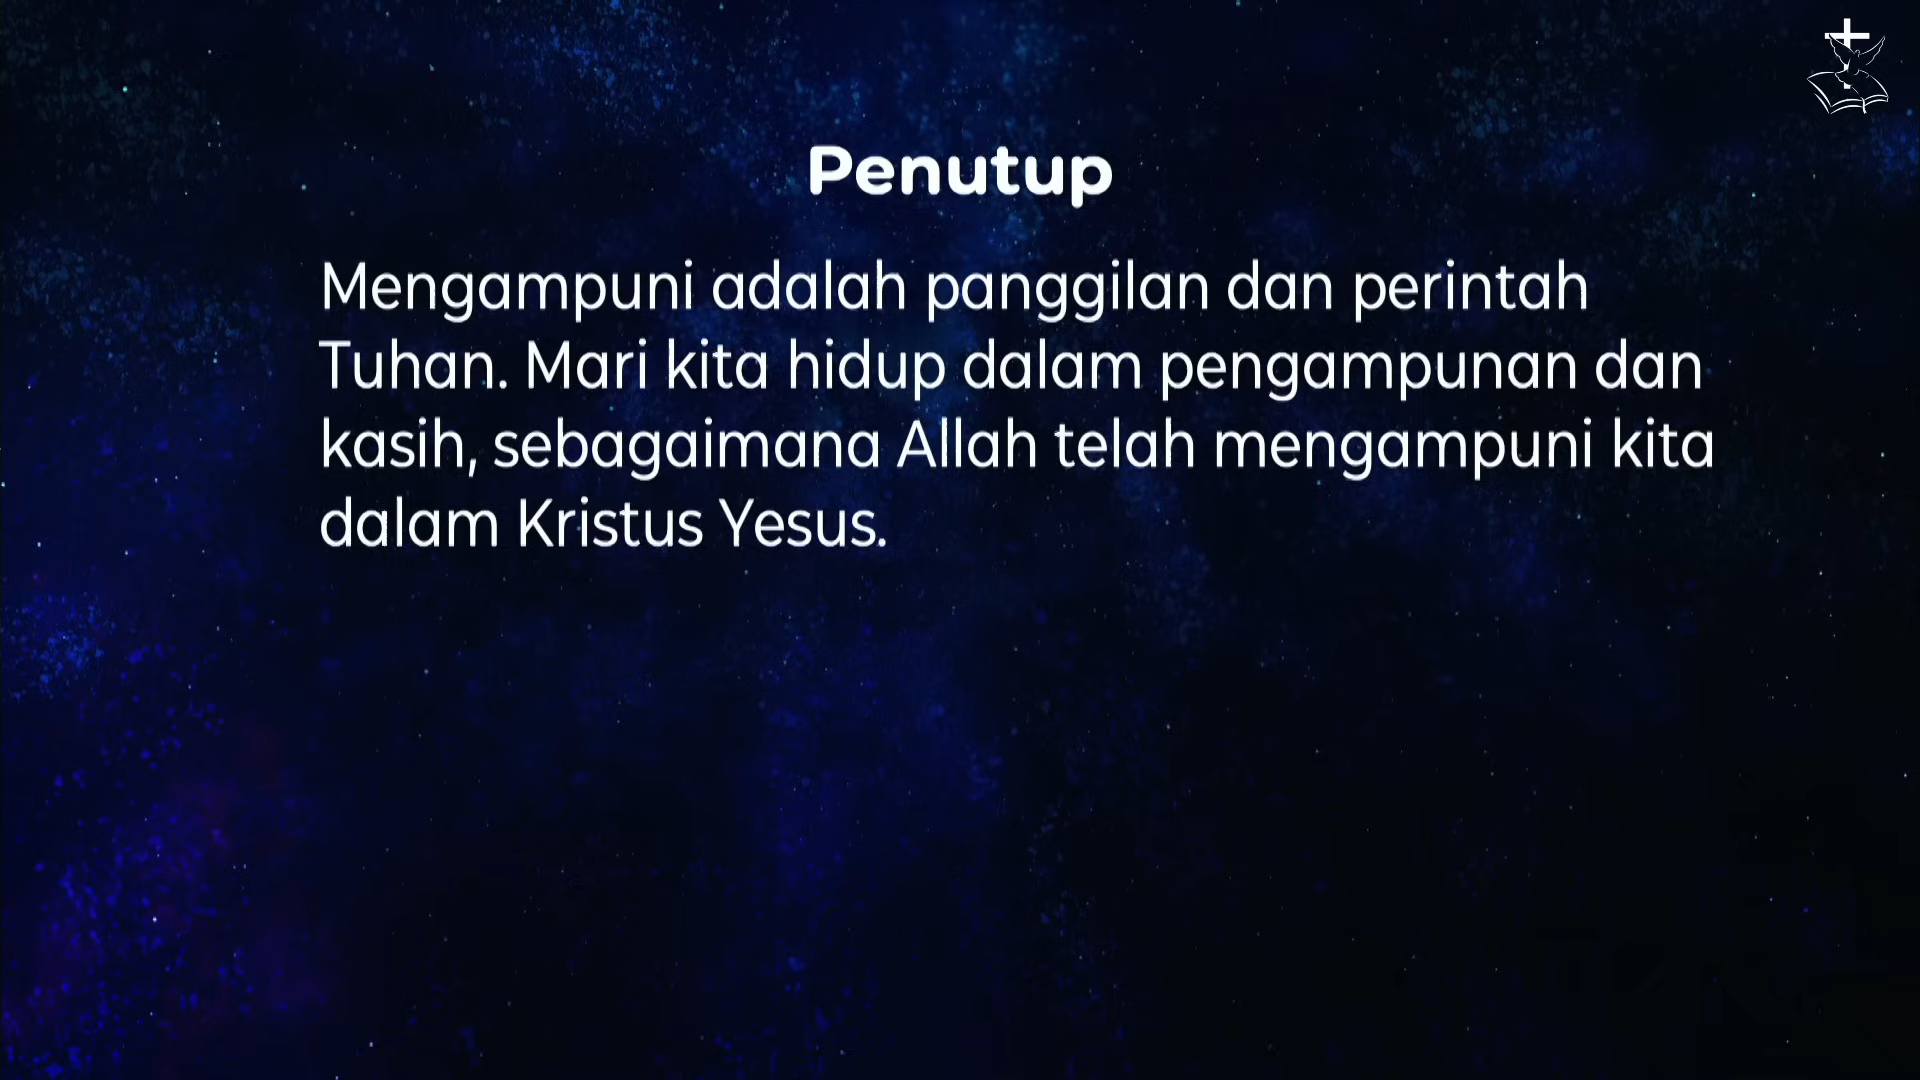 Penutup
Mengampuni adalah panggilan dan perintah
Tuhan. Mari kita hidup dalam pengampunan dan
kasih, sebagaimana Allah telah mengampuni kita
dalam Kristus Yesus.